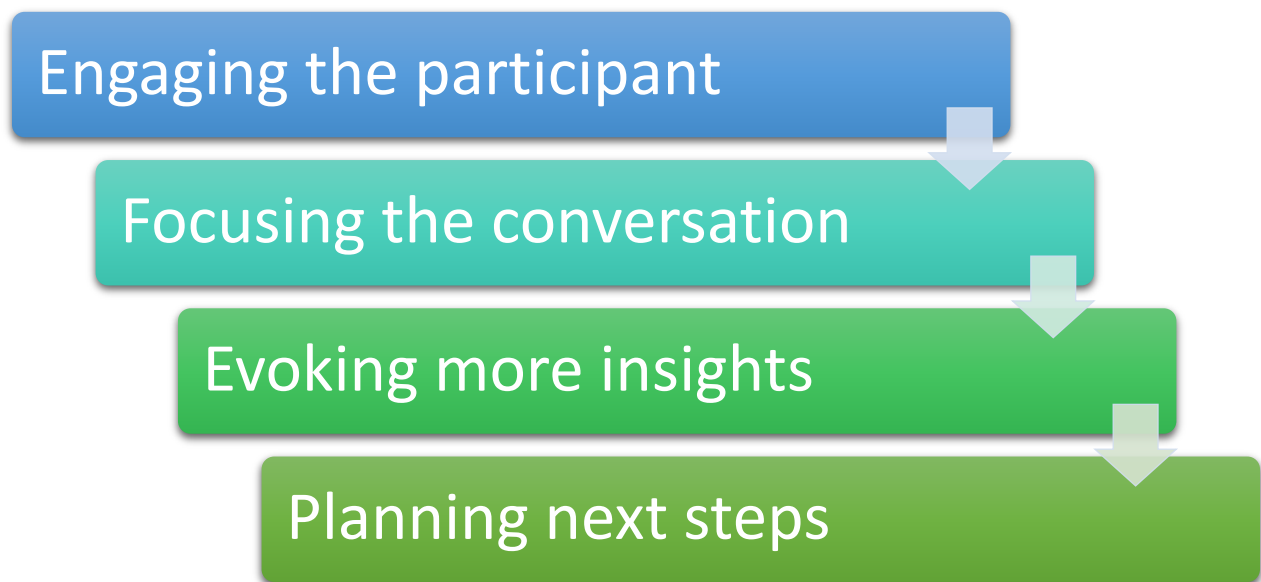 Engaging the participant
Focusing the conversation
Evoking more insights
Planning next steps